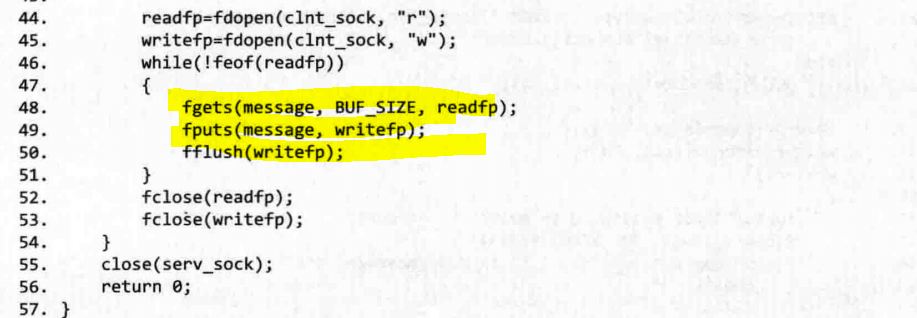 44.         readfp=fdopen(clnt_sock, "r");
45.         writefp=fdopen(clnt_sock, "w");
46.         while(!feof(readfp))
47.         {
48.             fgets(message, BUF_SIZE, readfp);
49.             fputs(message, writefp);
50.             fflush(writefp);
51.         }
52.         fclose(readfp);
53.         fclose(writefp);
54.     }
55.     close(serv_sock);
56.     return 0;
57. }